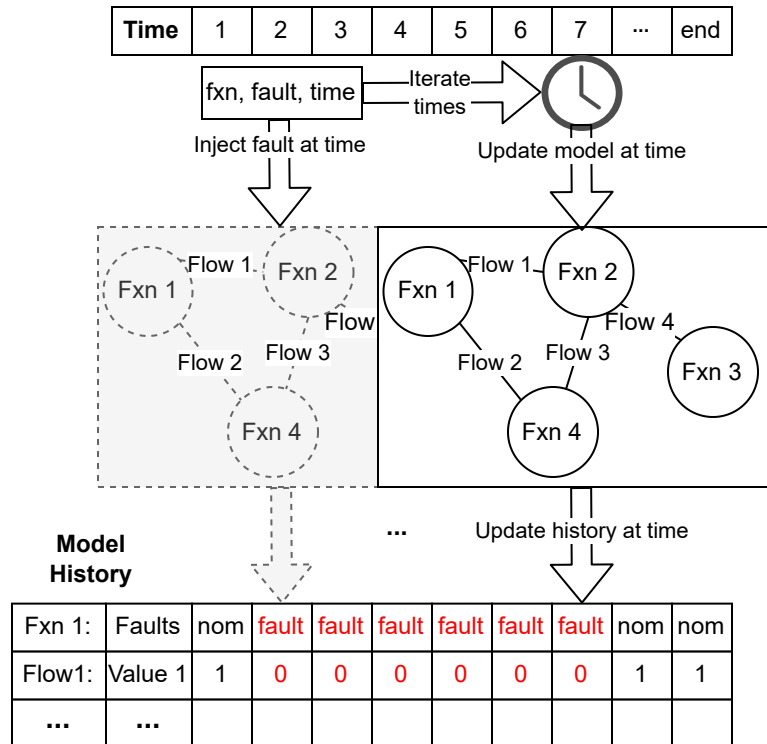 Time 1 2 3 4 5 6 7 ... end
fxn, fault, time
Iterate
times
Inject fault at time
Update model at time
Fxn 1 Flow 1 Fxn 2
Flow
Flow 2 Flow 3
Fxn 4
Fxn 1 Flow 1 Fxn 2
Flow 4
Flow 2 Flow 3 Fxn 3
Fxn 4
...
Update history at time
Model
History
Fxn 1: Faults nom fault fault fault fault fault fault nom nom
Flow1: Value 1 1 0 0 0 0 0 0 1 1
... ...